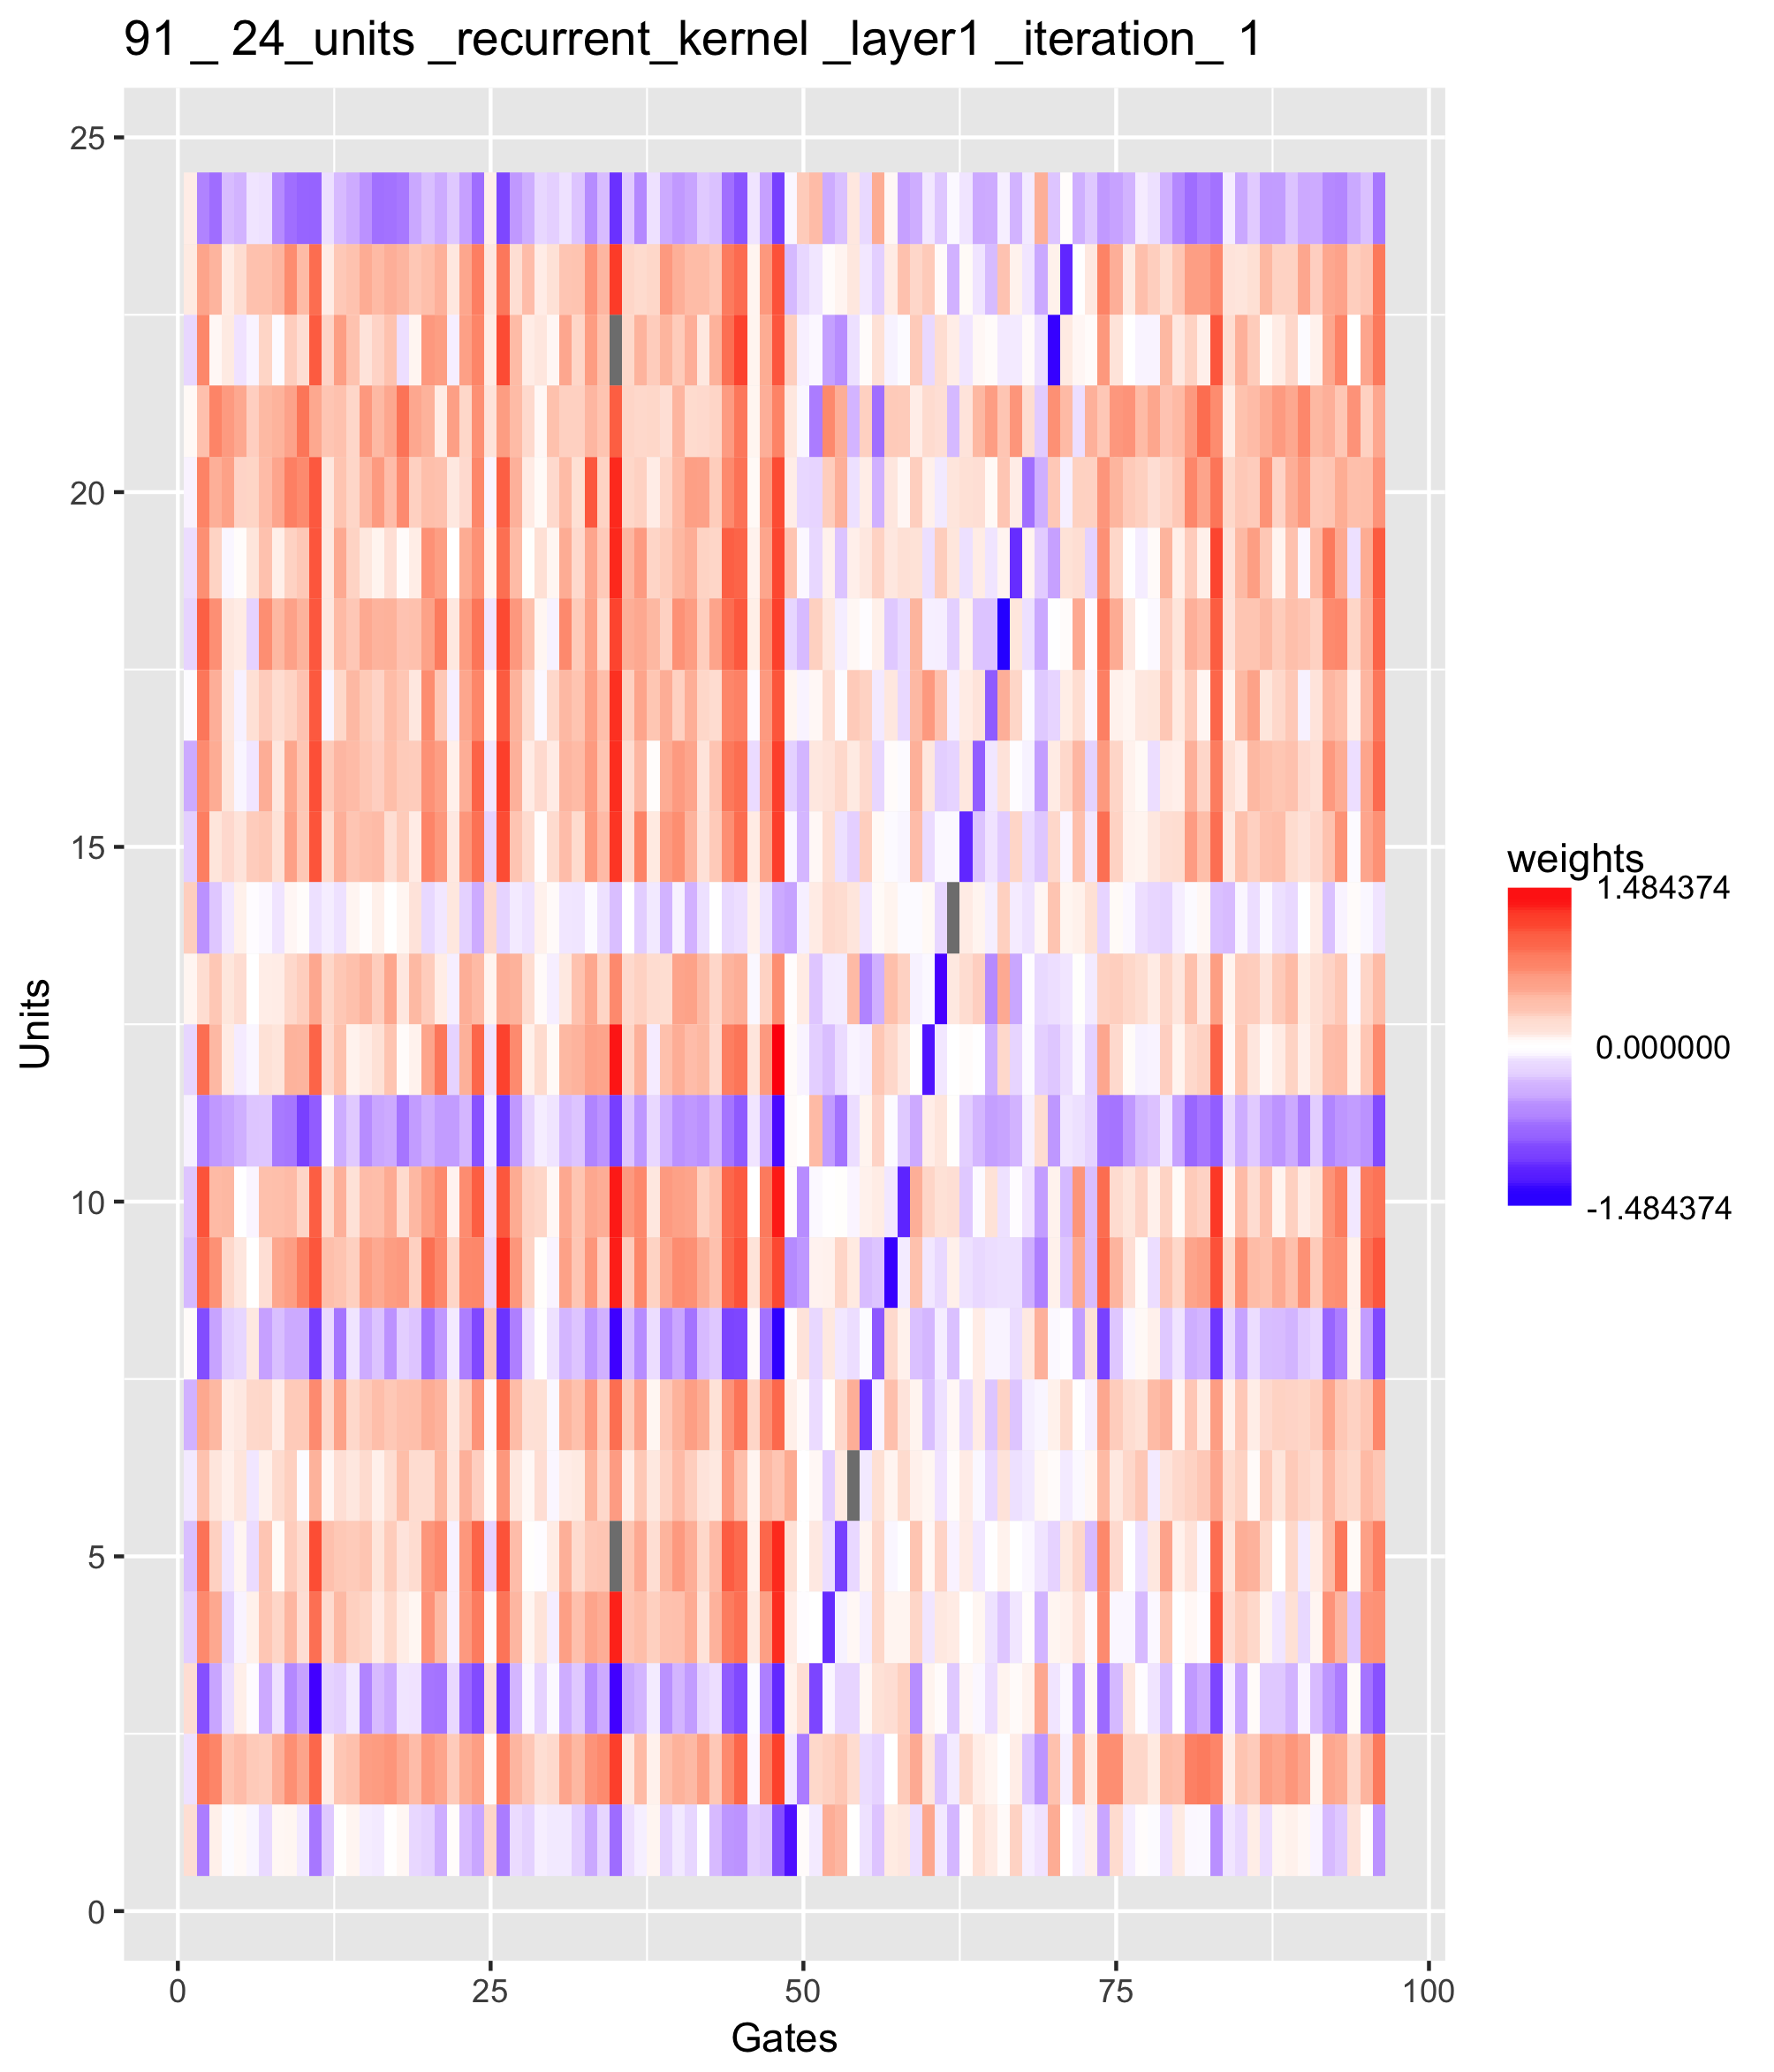 91 _ 24_units _recurrent_kernel _layer1 _iteration_ 1
25
20
15
10
5
0
Units
0 25 50 75 100
Gates
weights
1.484374
0.000000
-1.484374